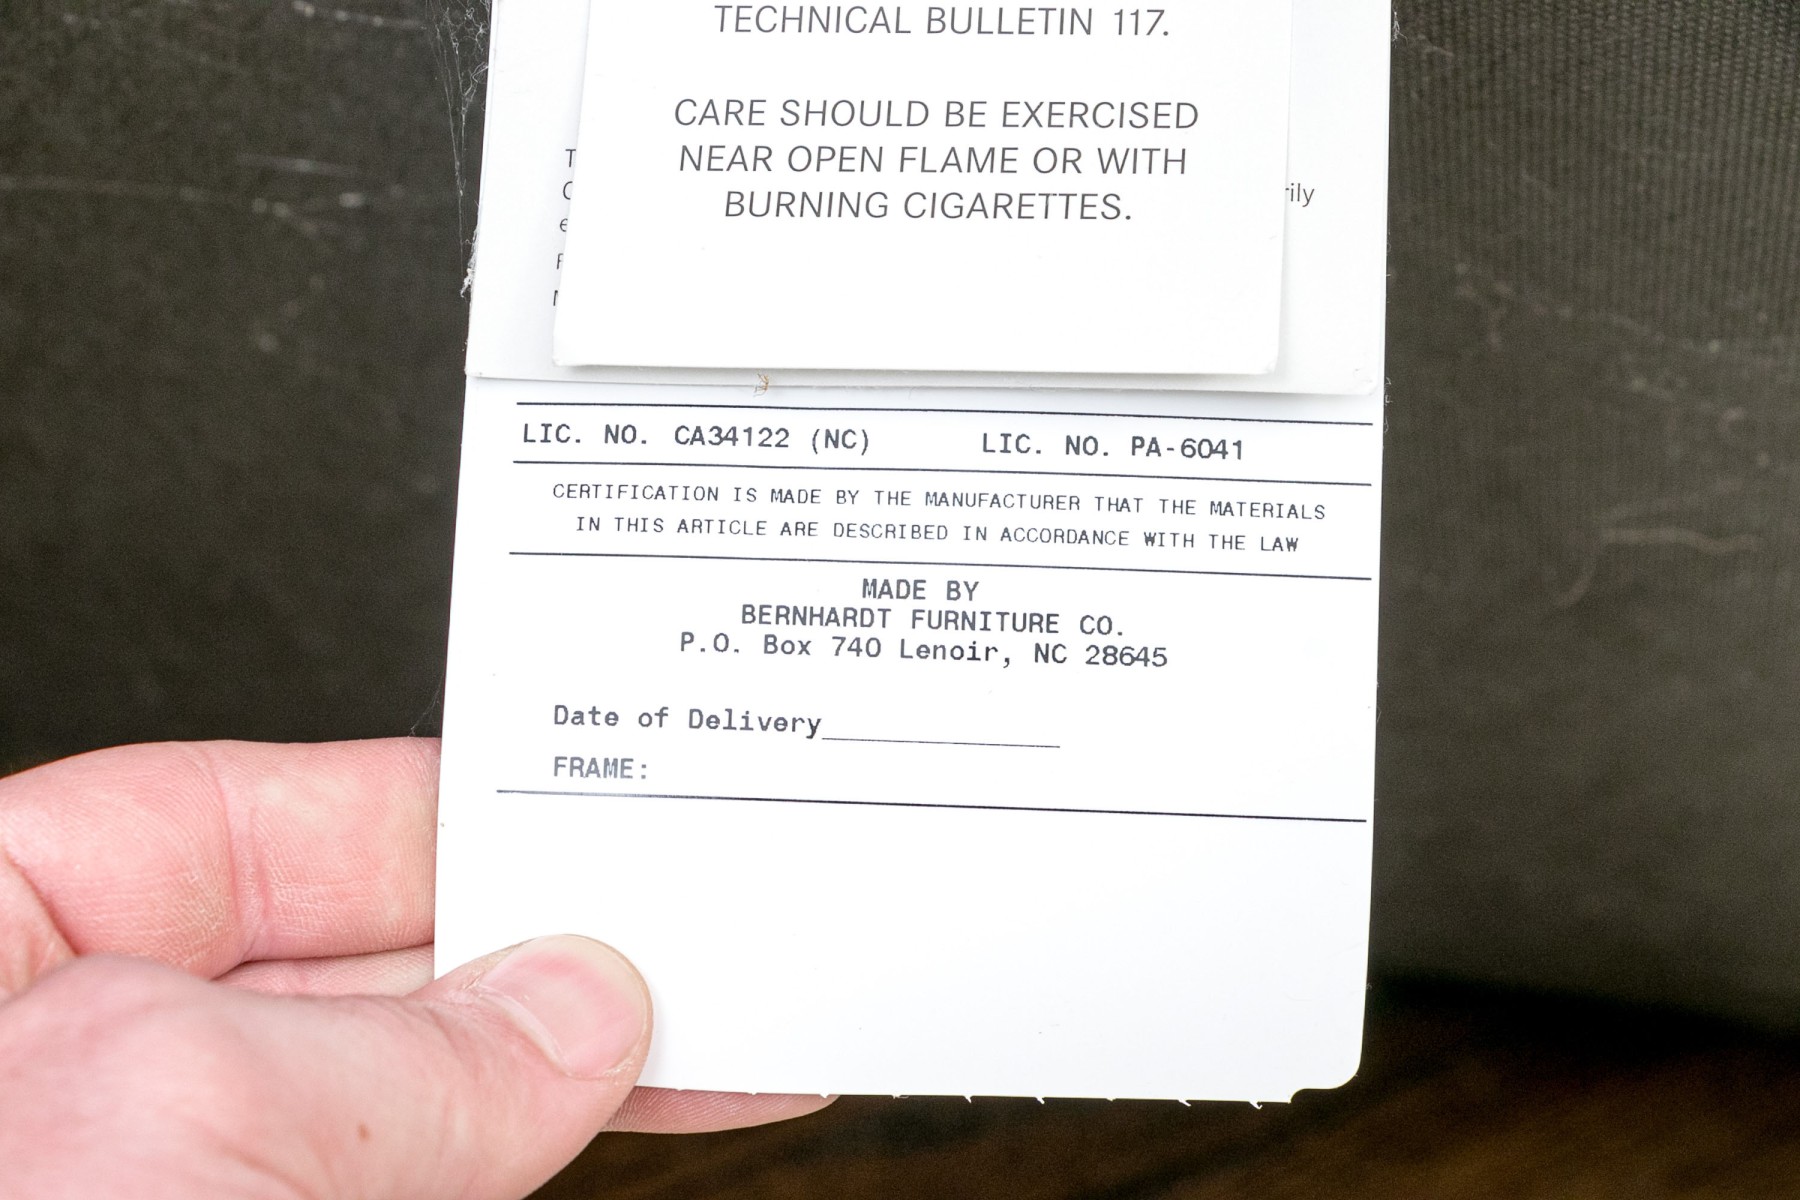 TECHNICAL BULLETIN 117.
CARE SHOULD BE EXERCISED
NEAR OPEN FLAME OR WITH
BURNING CIGARETTES.
LIC. NO. CA34122 (NC) LIC. NO. PA-6041
CERTIFICATION IS MADE BY THE MANUFACTURER THAT THE MATERIALS
IN THIS ARTICLE ARE DESCRIBED IN ACCORDANCE WITH THE LAW
MADE BY
BERNHARDT FURNITURE CO.
P.O. Box 740 Lenoir, NC 28645
Date of Delivery
FRAME: